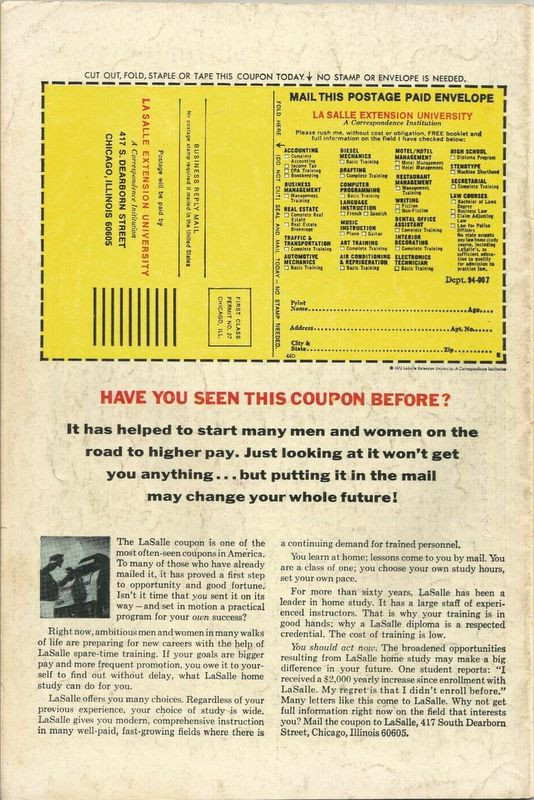 CUT OUT, FOLD, STAPLE OR TAPE THIS COUPON TODAY. ↓ NO STAMP OR ENVELOPE IS NEEDED.
BUSINESS REPLY MAIL
No postage stamp required if mailed in the United States
Postage will be paid by
LA SALLE EXTENSION UNIVERSITY
A Correspondence Institution
417 S. DEARBORN STREET
CHICAGO, ILLINOIS 60605
FIRST CLASS
PERMIT NO. 27
CHICAGO, ILL.
FOLD HERE → (DO NOT CUT) SEAL AND MAIL TODAY — NO STAMP NEEDED.
MAIL THIS POSTAGE PAID ENVELOPE
LA SALLE EXTENSION UNIVERSITY
A Correspondence Institution
Please rush me, without cost or obligation, FREE booklet and
full information on the field I have checked below:
ACCOUNTING
Complete
Accounting
Income Tax
CPA Training
Bookkeeping
BUSINESS
MANAGEMENT
Management
Training
REAL ESTATE
Complete Real
Estate
Real Estate
Brokerage
TRAFFIC &
TRANSPORTATION
Complete Training
AUTOMOTIVE
MECHANICS
Basic Training
DIESEL
MECHANICS
Basic Training
DRAFTING
Complete Training
COMPUTER
PROGRAMMING
Basic Training
LANGUAGE
INSTRUCTION
French Spanish
MUSIC
INSTRUCTION
Piano Guitar
ART TRAINING
Complete Training
AIR CONDITIONING
& REFRIGERATION
Basic Training
MOTEL/HOTEL
MANAGEMENT
Motel Management
Hotel Management
RESTAURANT
MANAGEMENT
Management
Training
WRITING
Fiction
Non-Fiction
DENTAL OFFICE
ASSISTANT
Complete Training
INTERIOR
DECORATING
Complete Training
ELECTRONICS
TECHNICIAN
Basic Training
HIGH SCHOOL
Diploma Program
STENOTYPE
Machine Shorthand
SECRETARIAL
Complete Training
LAW COURSES
Bachelor of Laws
Degree
Business Law
Claim Adjusting
Law
Law for Police
Officers
No state accepts
any law home study
course, including
LaSalle's, as
sufficient educa-
tion to qualify
for admission to
practice law.
Dept. 94-007
Print
Name Age
Address Apt. No.
City &
State Zip
460 B
© 1972 LaSalle Extension University, A Correspondence Institution
HAVE YOU SEEN THIS COUPON BEFORE?
It has helped to start many men and women on the
road to higher pay. Just looking at it won't get
you anything...but putting it in the mail
may change your whole future!
The LaSalle coupon is one of the
most often-seen coupons in America.
To many of those who have already
mailed it, it has proved a first step
to opportunity and good fortune.
Isn't it time that you sent it on its
way — and set in motion a practical
program for your own success?
Right now, ambitious men and women in many walks
of life are preparing for new careers with the help of
LaSalle spare-time training. If your goals are bigger
pay and more frequent promotion, you owe it to your-
self to find out without delay, what LaSalle home
study can do for you.
LaSalle offers you many choices. Regardless of your
previous experience, your choice of study is wide.
LaSalle gives you modern, comprehensive instruction
in many well-paid, fast-growing fields where there is
a continuing demand for trained personnel.
You learn at home; lessons come to you by mail. You
are a class of one; you choose your own study hours,
set your own pace.
For more than sixty years, LaSalle has been a
leader in home study. It has a large staff of experi-
enced instructors. That is why your training is in
good hands; why a LaSalle diploma is a respected
credential. The cost of training is low.
You should act now. The broadened opportunities
resulting from LaSalle home study may make a big
difference in your future. One student reports: "I
received a $2,000 yearly increase since enrollment with
LaSalle. My regret is that I didn't enroll before."
Many letters like this come to LaSalle. Why not get
full information right now on the field that interests
you? Mail the coupon to LaSalle, 417 South Dearborn
Street, Chicago, Illinois 60605.